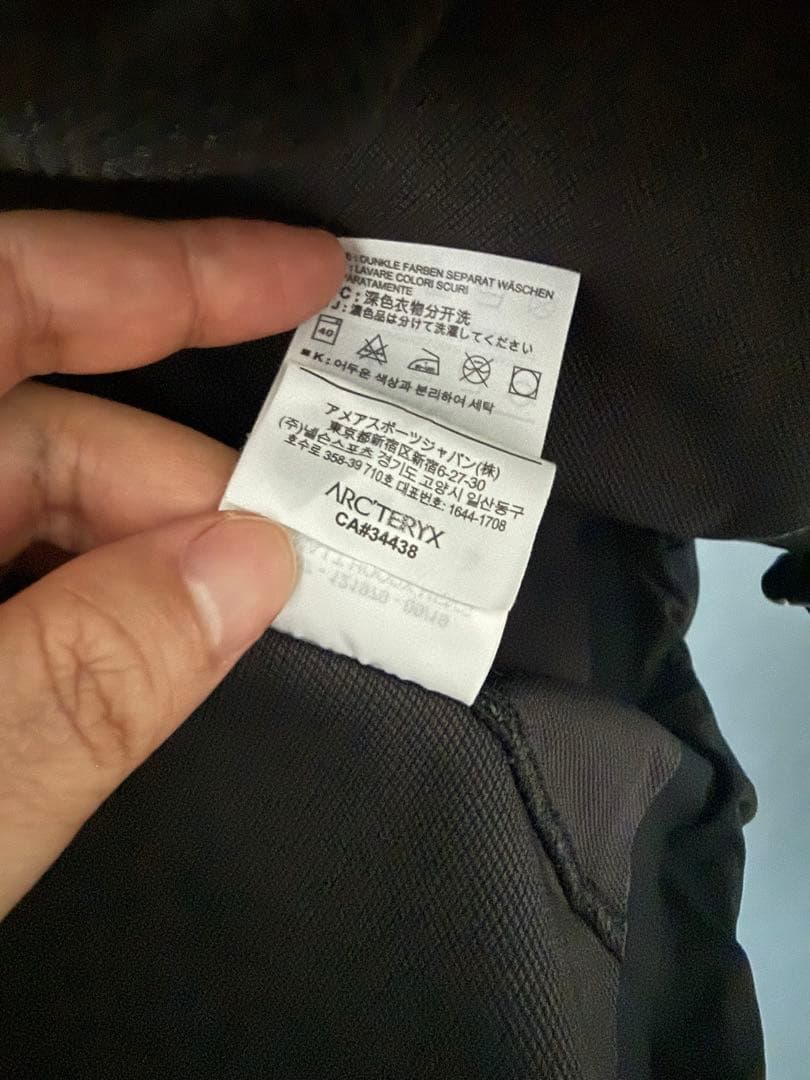 : DUNKLE FARBEN SEPARAT WÄSCHEN
: LAVARE COLORI SCURI
PARATAMENTE
C : 深色衣物分开洗
J : 濃色品は分けて洗濯してください
40
K : 어두운 색상과 분리하여 세탁
アメアスポーツジャパン(株)
東京都新宿区新宿6-27-30
(주)넬슨스포츠 경기도 고양시 일산동구
호수로 358-39 710호 대표번호: 1644-1708
ARC'TERYX
CA#34438